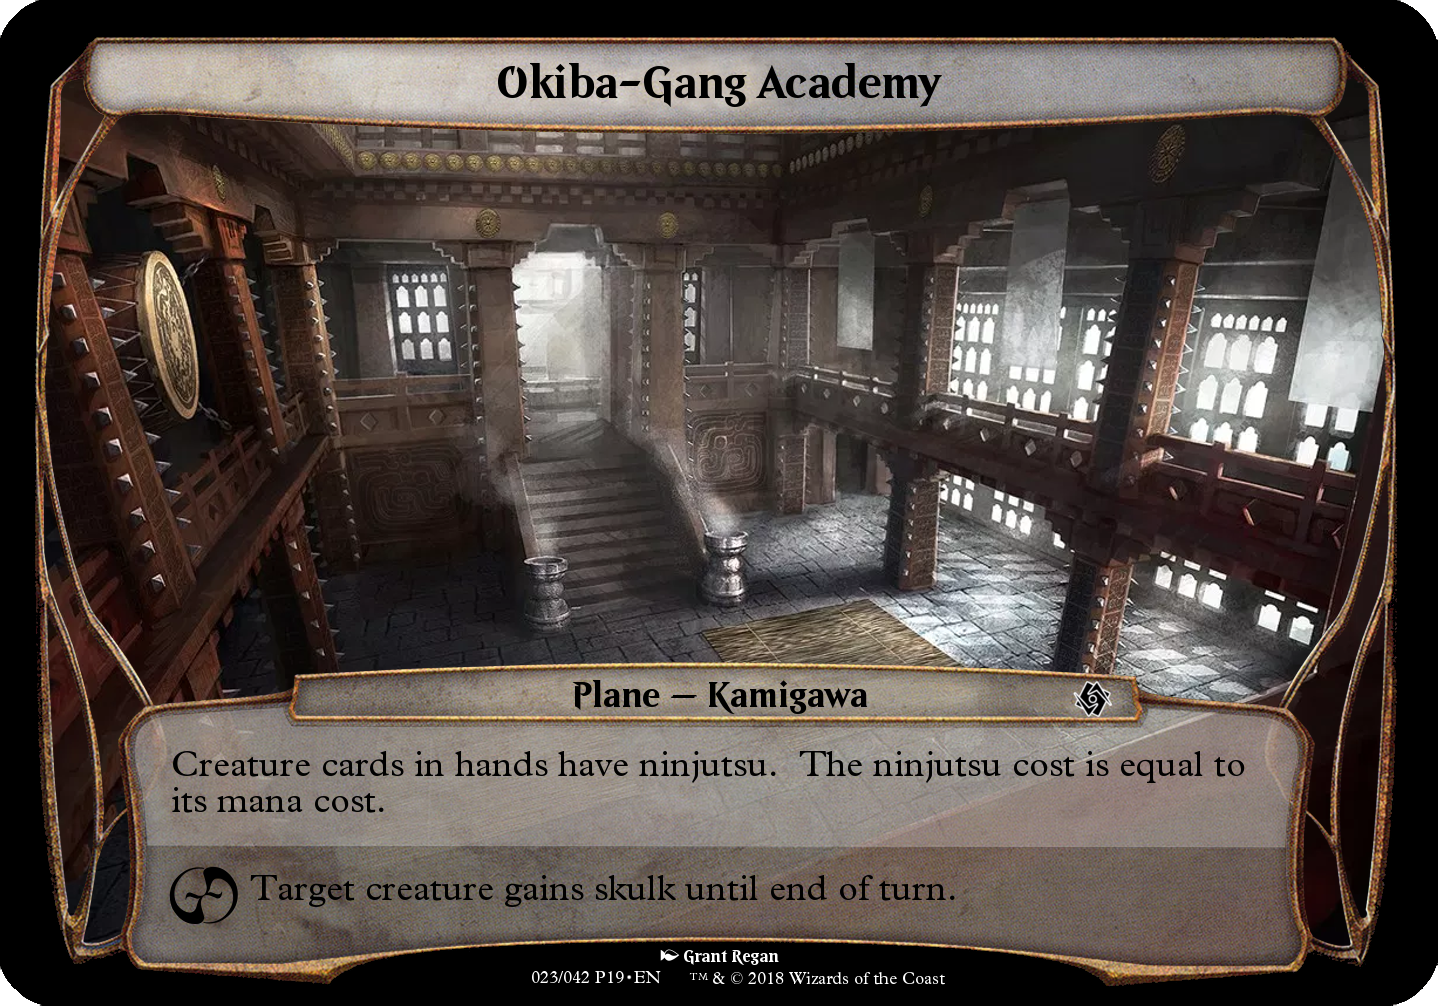 Okiba-Gang Academy
Plane — Kamigawa
Creature cards in hands have ninjutsu.  The ninjutsu cost is equal to
its mana cost.
Target creature gains skulk until end of turn.
Grant Regan
023/042 P19•EN ™ & © 2018 Wizards of the Coast